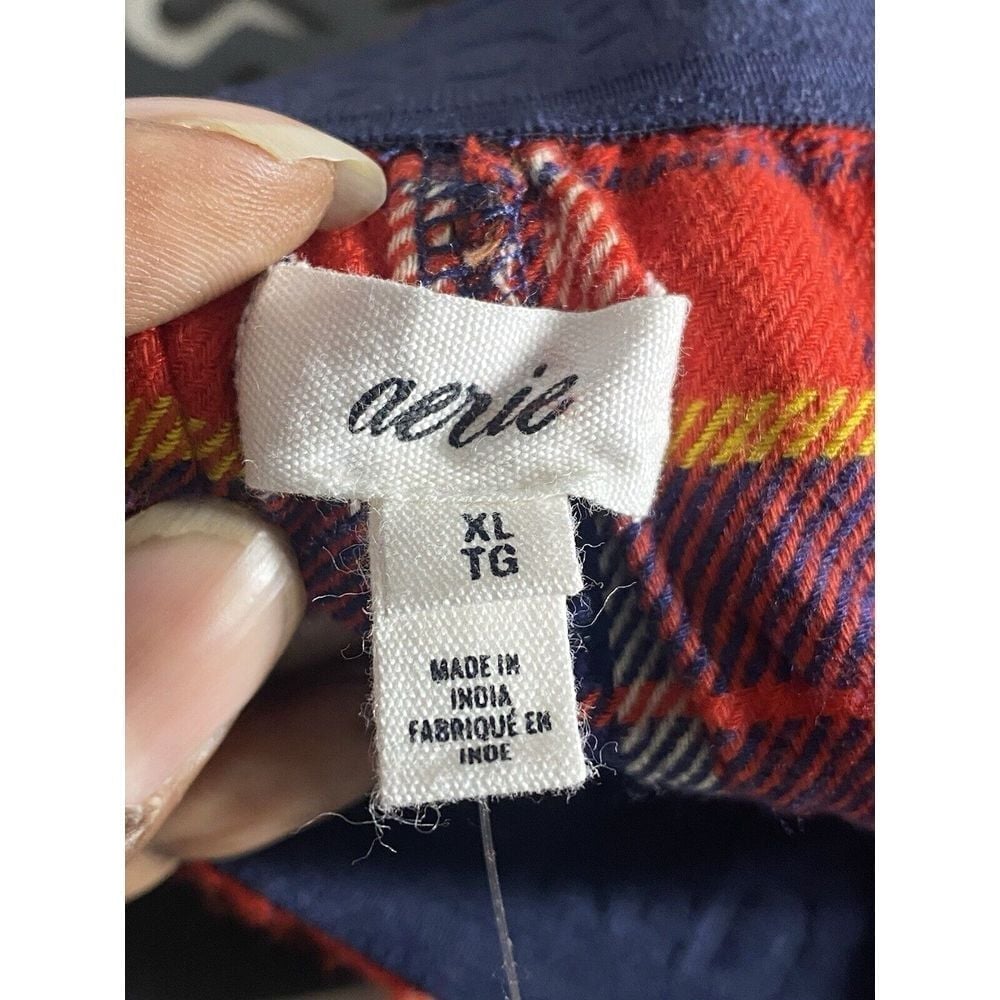 aerie
XL
TG
MADE IN
INDIA
FABRIQUÉ EN
INDE